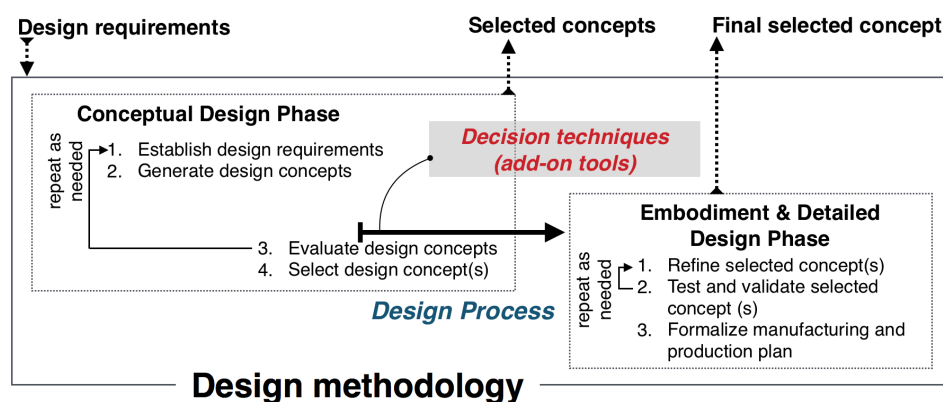 Design requirements
Selected concepts
Final selected concept
Conceptual Design Phase
repeat as
needed
1. Establish design requirements
2. Generate design concepts
Decision techniques
(add-on tools)
3. Evaluate design concepts
4. Select design concept(s)
Design Process
Embodiment & Detailed
Design Phase
repeat as
needed
1. Refine selected concept(s)
2. Test and validate selected
concept (s)
3. Formalize manufacturing and
production plan
Design methodology